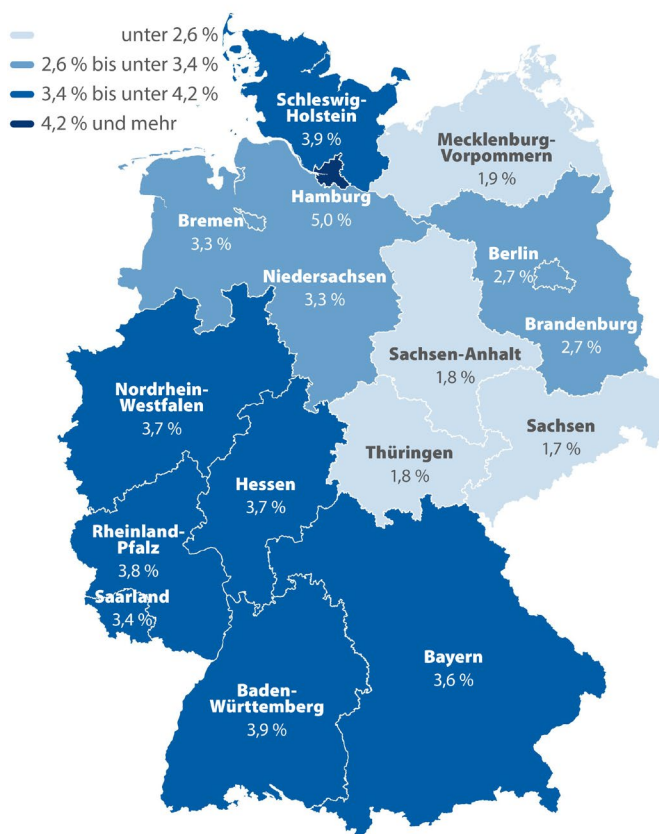 unter 2,6 %
2,6 % bis unter 3,4 %
3,4 % bis unter 4,2 %
4,2 % und mehr
Schleswig-
Holstein
3,9 %
Mecklenburg-
Vorpommern
1,9 %
Hamburg
5,0 %
Bremen
3,3 %
Berlin
2,7 %
Niedersachsen
3,3 %
Brandenburg
2,7 %
Sachsen-Anhalt
1,8 %
Nordrhein-
Westfalen
3,7 %
Sachsen
1,7 %
Thüringen
1,8 %
Hessen
3,7 %
Rheinland-
Pfalz
3,8 %
Saarland
3,4 %
Bayern
3,6 %
Baden-
Württemberg
3,9 %